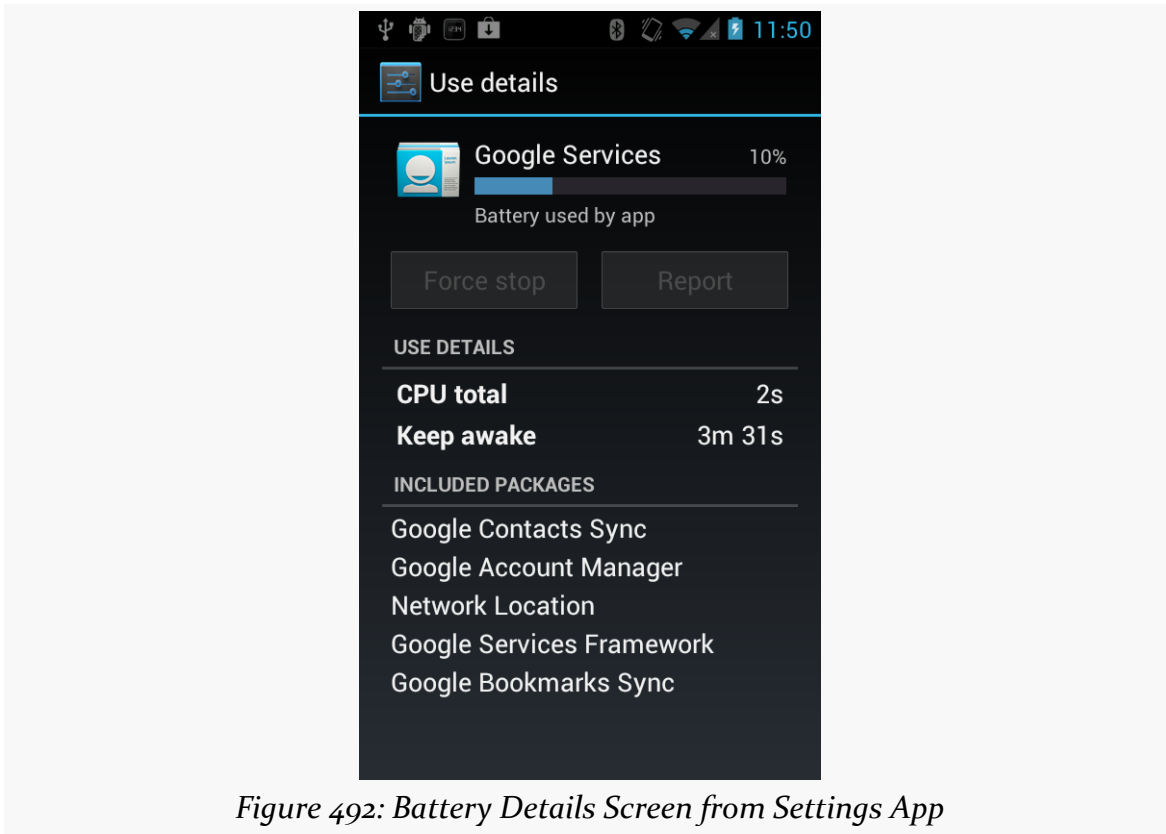 11:50
Use details
Google Services 10%
Battery used by app
Force stop Report
USE DETAILS
CPU total 2s
Keep awake 3m 31s
INCLUDED PACKAGES
Google Contacts Sync
Google Account Manager
Network Location
Google Services Framework
Google Bookmarks Sync
Figure 492: Battery Details Screen from Settings App